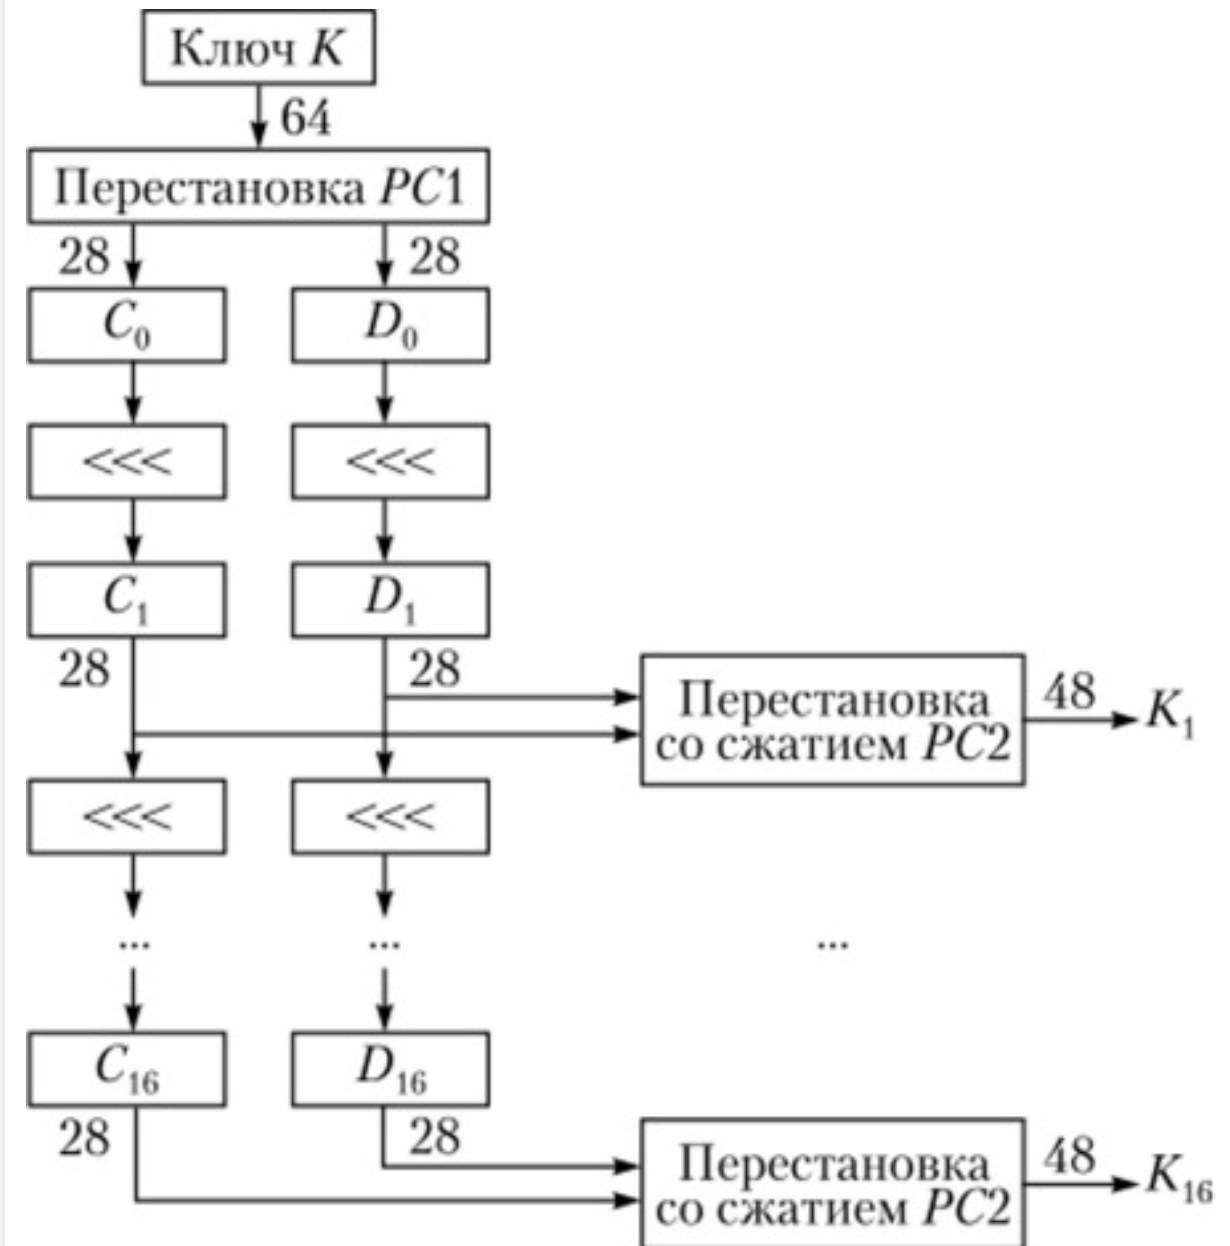 Ключ K
64
Перестановка PC1
28 28
C₀ D₀
<<< <<<
C₁ D₁
28 28
Перестановка
со сжатием PC2
48
K₁
<<< <<<
... ... ...
C₁₆ D₁₆
28 28
Перестановка
со сжатием PC2
48
K₁₆